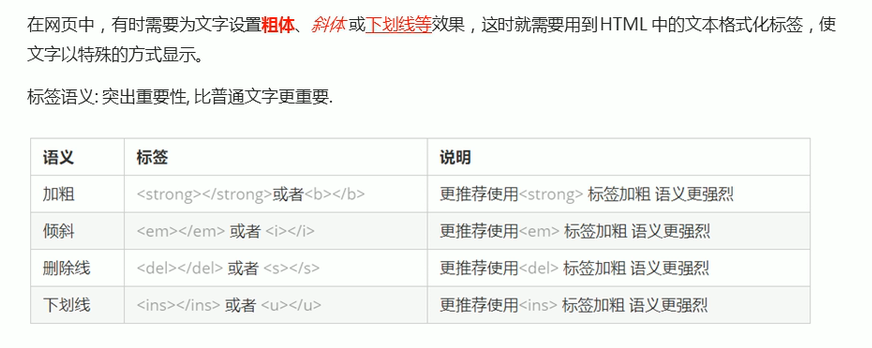 在网页中，有时需要为文字设置粗体、斜体或下划线等效果，这时就需要用到HTML 中的文本格式化标签，使
文字以特殊的方式显示。
标签语义: 突出重要性, 比普通文字更重要.
语义 标签 说明
加粗 <strong></strong>或者<b></b> 更推荐使用<strong> 标签加粗 语义更强烈
倾斜 <em></em> 或者 <i></i> 更推荐使用<em> 标签加粗 语义更强烈
删除线 <del></del> 或者 <s></s> 更推荐使用<del> 标签加粗 语义更强烈
下划线 <ins></ins> 或者 <u></u> 更推荐使用<ins> 标签加粗 语义更强烈